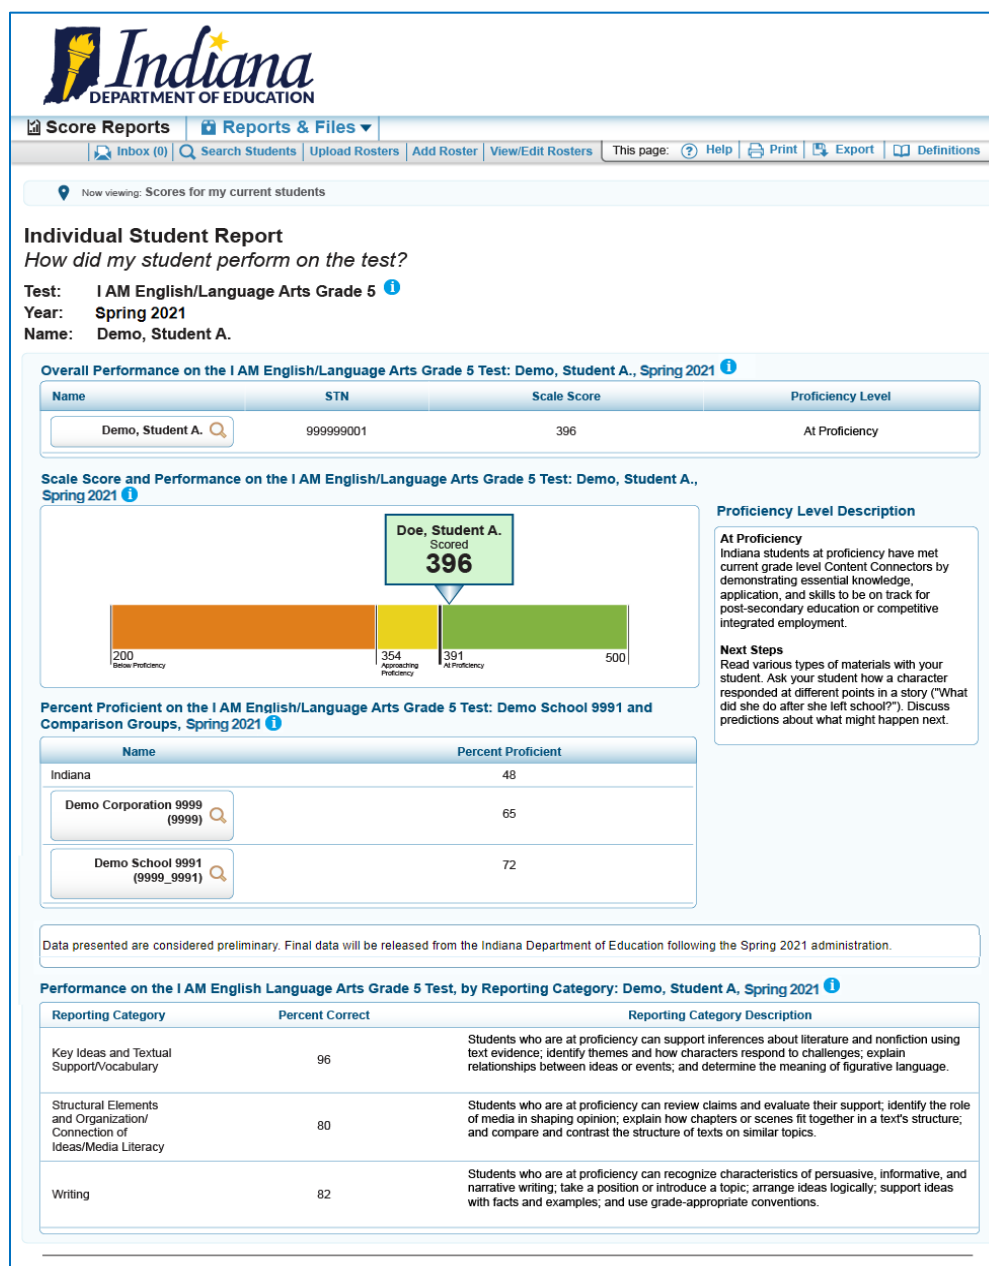 Indiana
DEPARTMENT OF EDUCATION
Score Reports Reports & Files
Inbox (0) Search Students Upload Rosters Add Roster View/Edit Rosters This page: Help Print Export Definitions
Now viewing: Scores for my current students
Individual Student Report
How did my student perform on the test?
Test: I AM English/Language Arts Grade 5
Year: Spring 2021
Name: Demo, Student A.
Overall Performance on the I AM English/Language Arts Grade 5 Test: Demo, Student A., Spring 2021
Name STN Scale Score Proficiency Level
Demo, Student A. 999999001 396 At Proficiency
Scale Score and Performance on the I AM English/Language Arts Grade 5 Test: Demo, Student A.,
Spring 2021
Doe, Student A.
Scored
396
200 354 391 500
Below Proficiency Approaching Proficiency At Proficiency
Proficiency Level Description
At Proficiency
Indiana students at proficiency have met
current grade level Content Connectors by
demonstrating essential knowledge,
application, and skills to be on track for
post-secondary education or competitive
integrated employment.
Next Steps
Read various types of materials with your
student. Ask your student how a character
responded at different points in a story ("What
did she do after she left school?"). Discuss
predictions about what might happen next.
Percent Proficient on the I AM English/Language Arts Grade 5 Test: Demo School 9991 and
Comparison Groups, Spring 2021
Name Percent Proficient
Indiana 48
Demo Corporation 9999
(9999) 65
Demo School 9991
(9999_9991) 72
Data presented are considered preliminary. Final data will be released from the Indiana Department of Education following the Spring 2021 administration.
Performance on the I AM English Language Arts Grade 5 Test, by Reporting Category: Demo, Student A, Spring 2021
Reporting Category Percent Correct Reporting Category Description
Key Ideas and Textual
Support/Vocabulary
96
Students who are at proficiency can support inferences about literature and nonfiction using
text evidence; identify themes and how characters respond to challenges; explain
relationships between ideas or events; and determine the meaning of figurative language.
Structural Elements
and Organization/
Connection of
Ideas/Media Literacy
80
Students who are at proficiency can review claims and evaluate their support; identify the role
of media in shaping opinion; explain how chapters or scenes fit together in a text's structure;
and compare and contrast the structure of texts on similar topics.
Writing
82
Students who are at proficiency can recognize characteristics of persuasive, informative, and
narrative writing; take a position or introduce a topic; arrange ideas logically; support ideas
with facts and examples; and use grade-appropriate conventions.